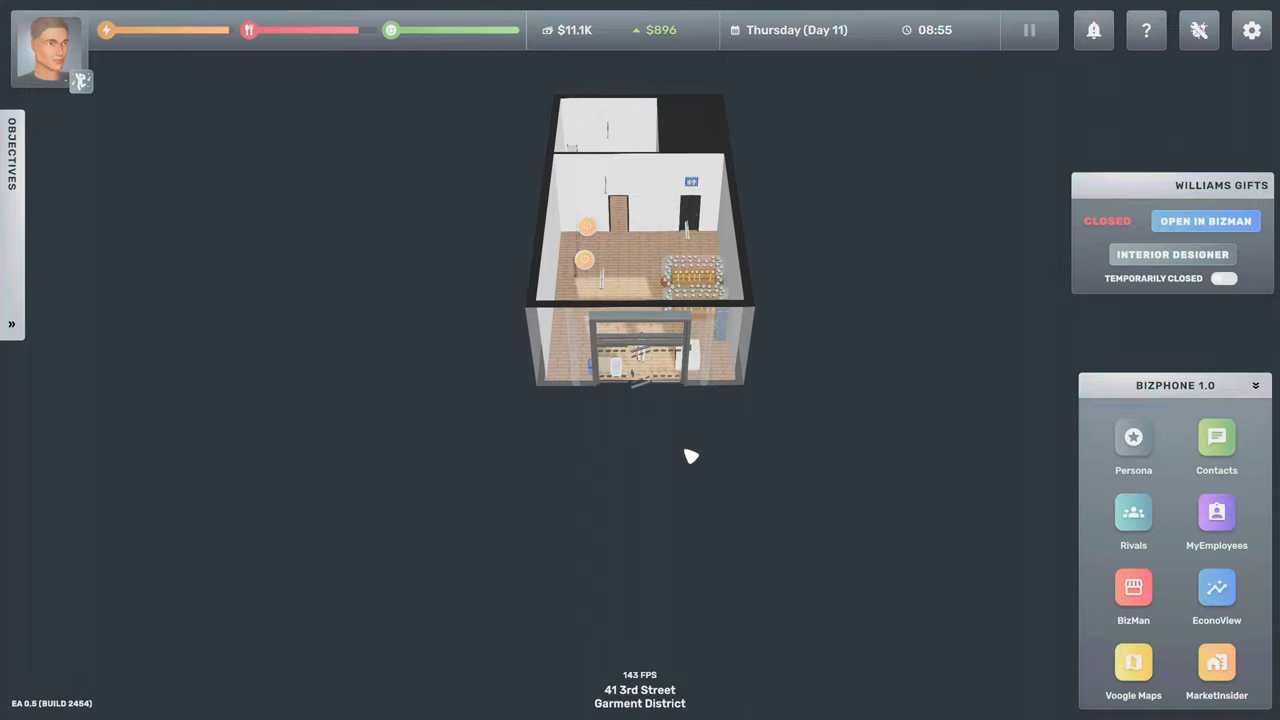 $11.1K
$896
Thursday (Day 11)
08:55
?
OBJECTIVES
WILLIAMS GIFTS
CLOSED
OPEN IN BIZMAN
INTERIOR DESIGNER
TEMPORARILY CLOSED
BIZPHONE 1.0
Persona
Contacts
Rivals
MyEmployees
BizMan
EconoView
Voogle Maps
MarketInsider
143 FPS
41 3rd Street
Garment District
EA 0.5 (BUILD 2454)